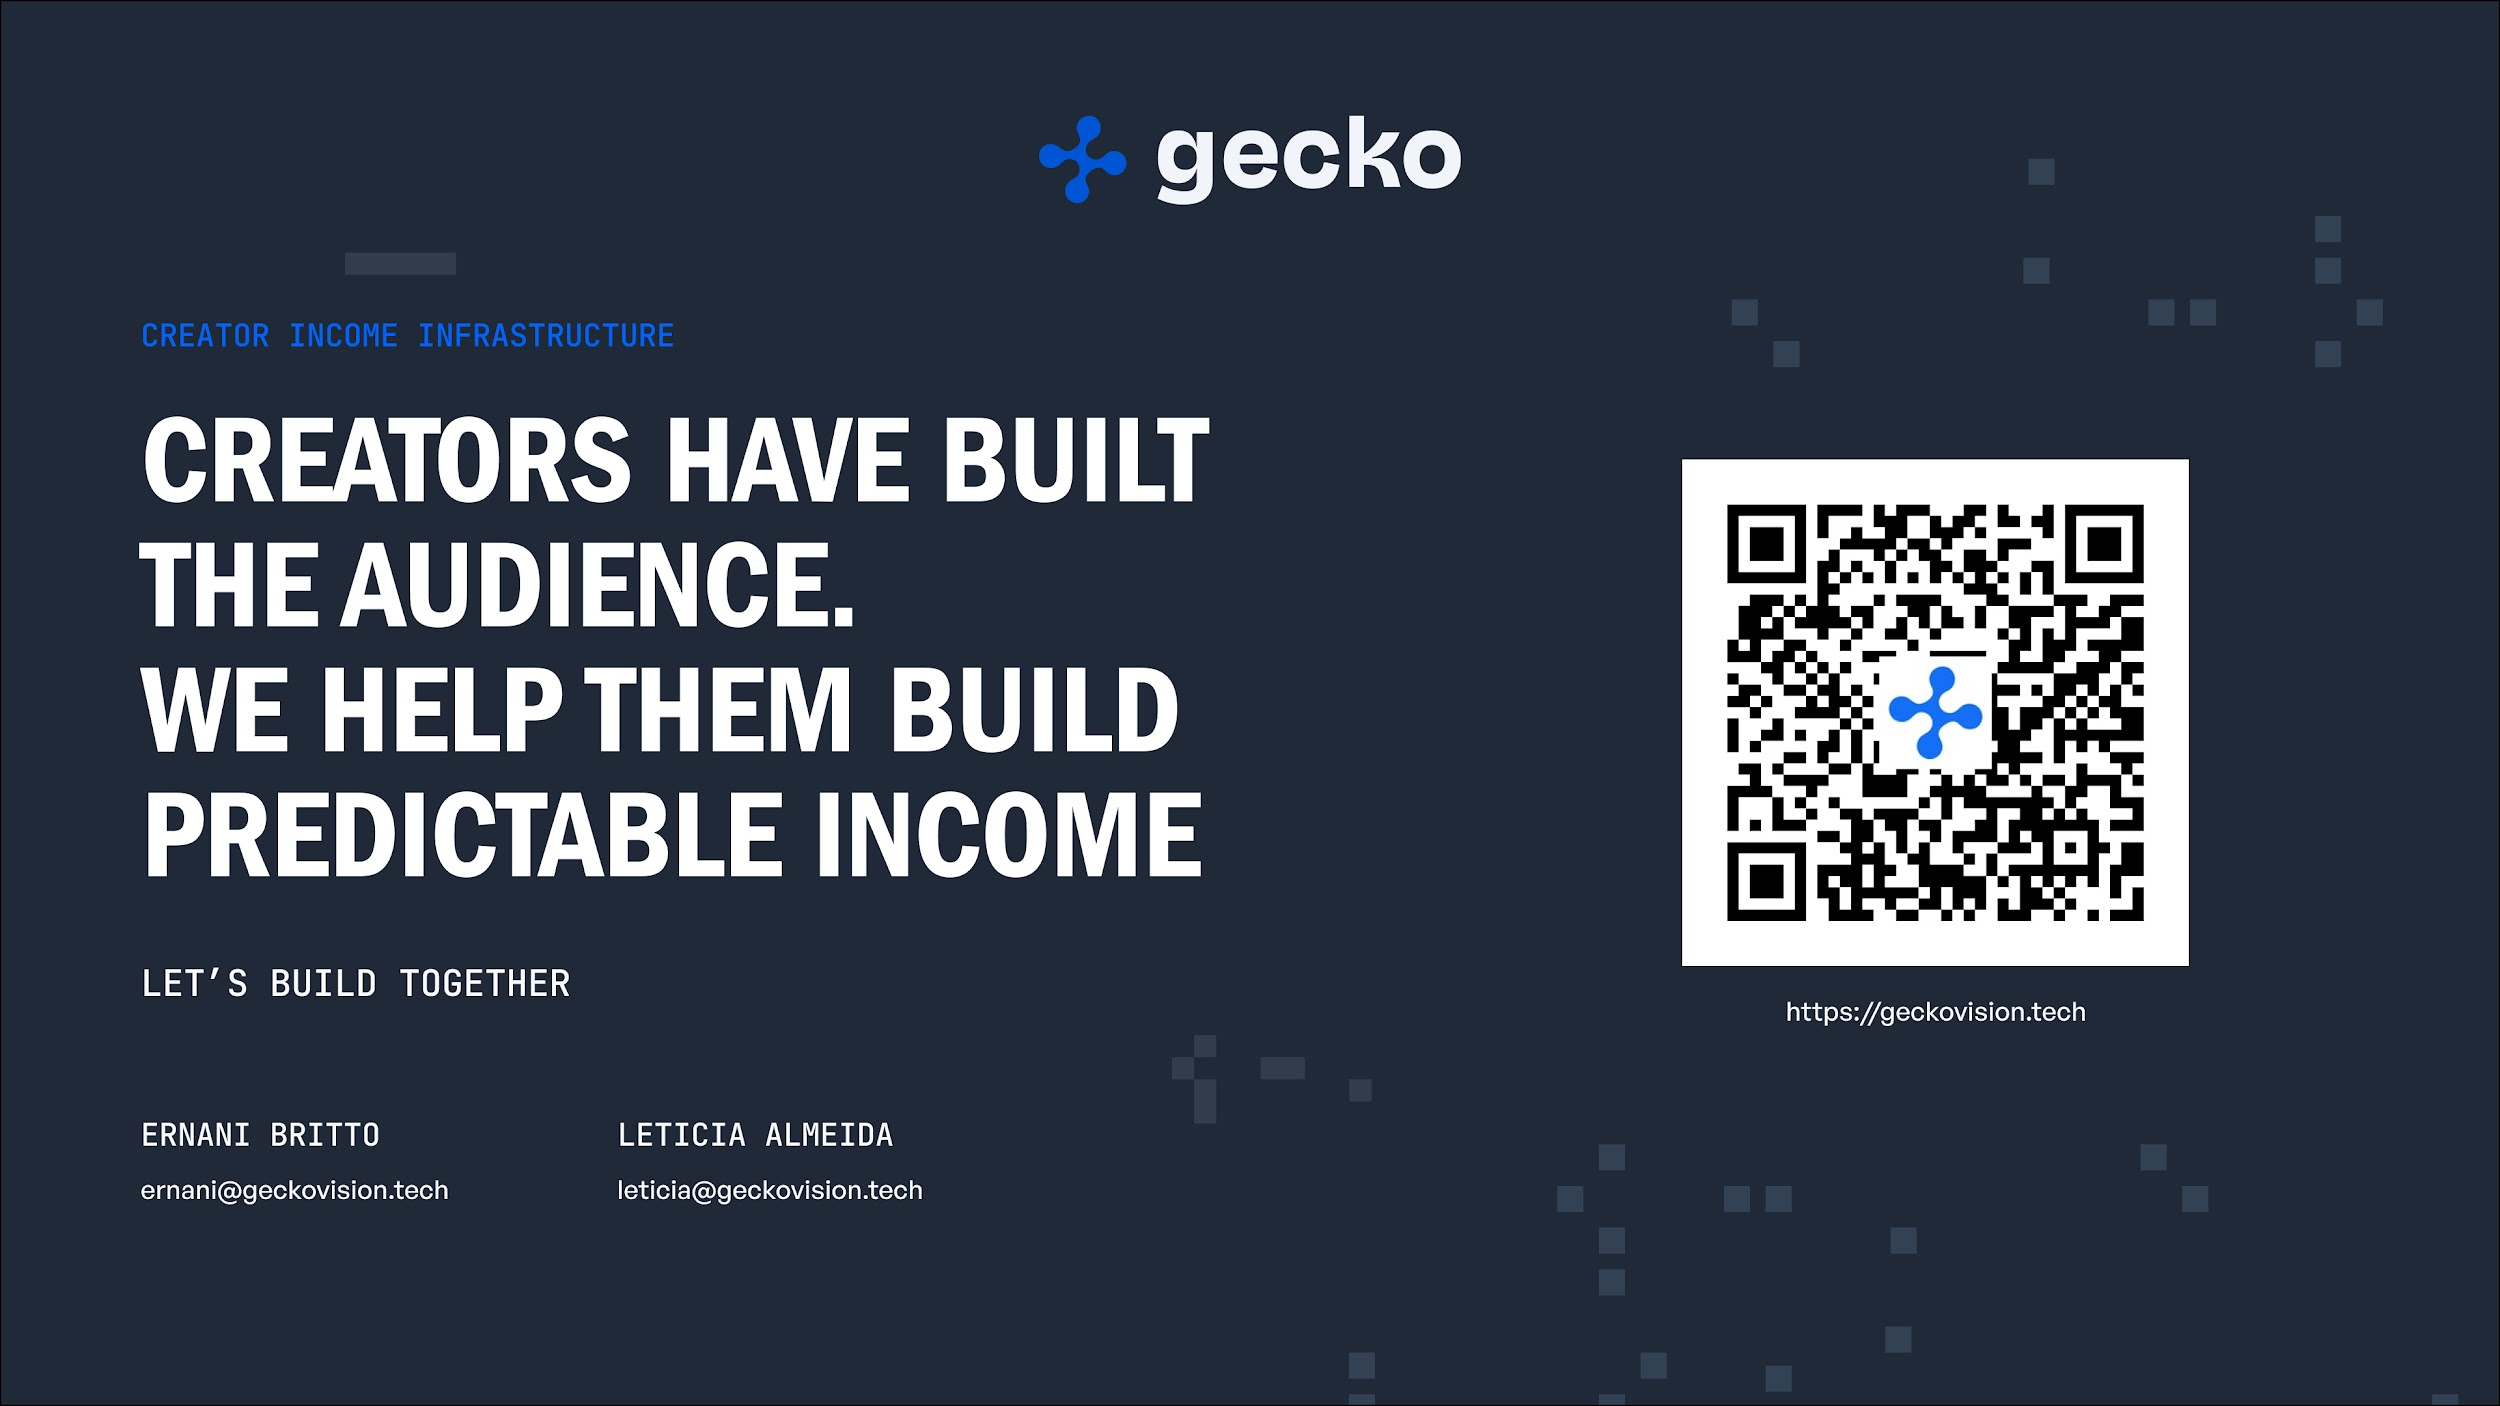 gecko
CREATOR INCOME INFRASTRUCTURE
CREATORS HAVE BUILT
THE AUDIENCE.
WE HELP THEM BUILD
PREDICTABLE INCOME
LET’S BUILD TOGETHER
https://geckovision.tech
ERNANI BRITTO
ernani@geckovision.tech
LETICIA ALMEIDA
leticia@geckovision.tech